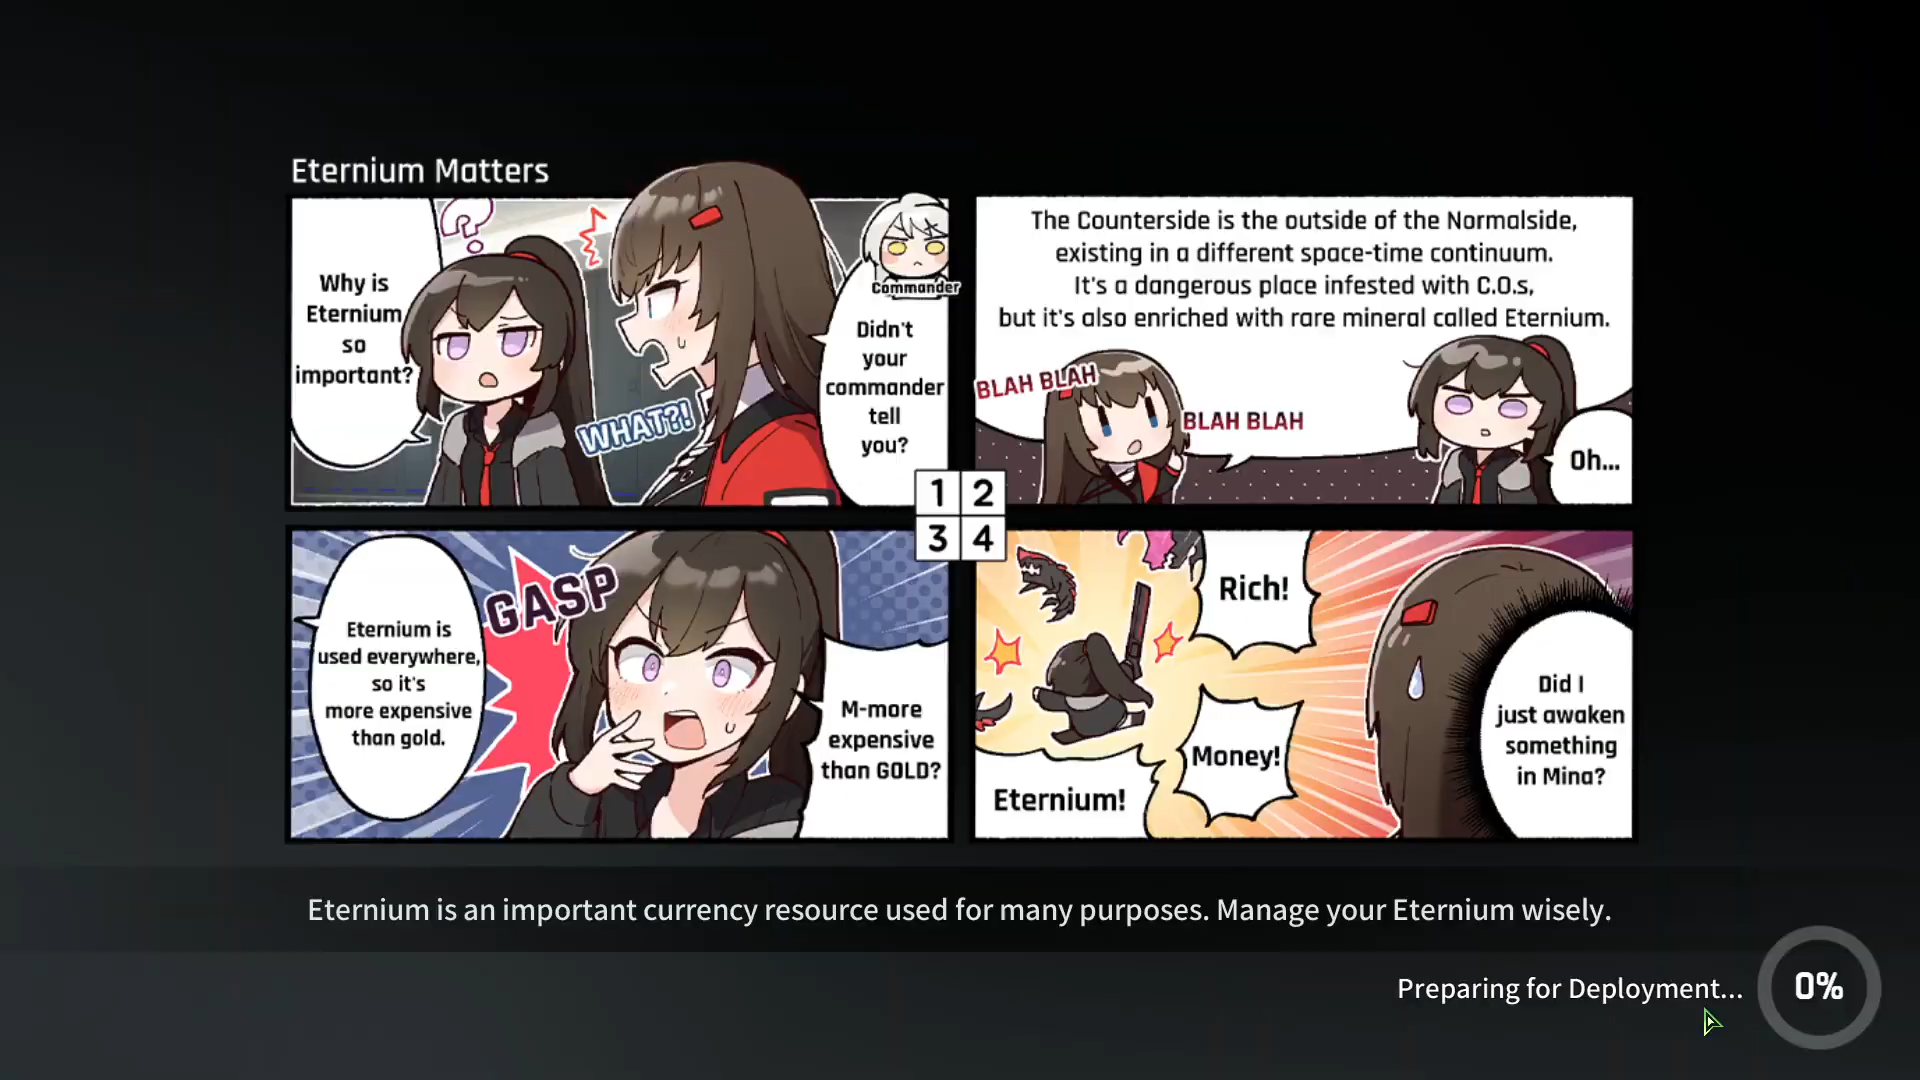 Eternium Matters
Why is
Eternium
so
important?
?
WHAT?!
Commander
Didn't
your
commander
tell
you?
The Counterside is the outside of the Normalside,
existing in a different space-time continuum.
It's a dangerous place infested with C.O.s,
but it's also enriched with rare mineral called Eternium.
BLAH BLAH
BLAH BLAH
Oh...
1 2
3 4
Eternium is
used everywhere,
so it's
more expensive
than gold.
GASP
M-more
expensive
than GOLD?
Rich!
Money!
Eternium!
Did I
just awaken
something
in Mina?
Eternium is an important currency resource used for many purposes. Manage your Eternium wisely.
Preparing for Deployment...
0%